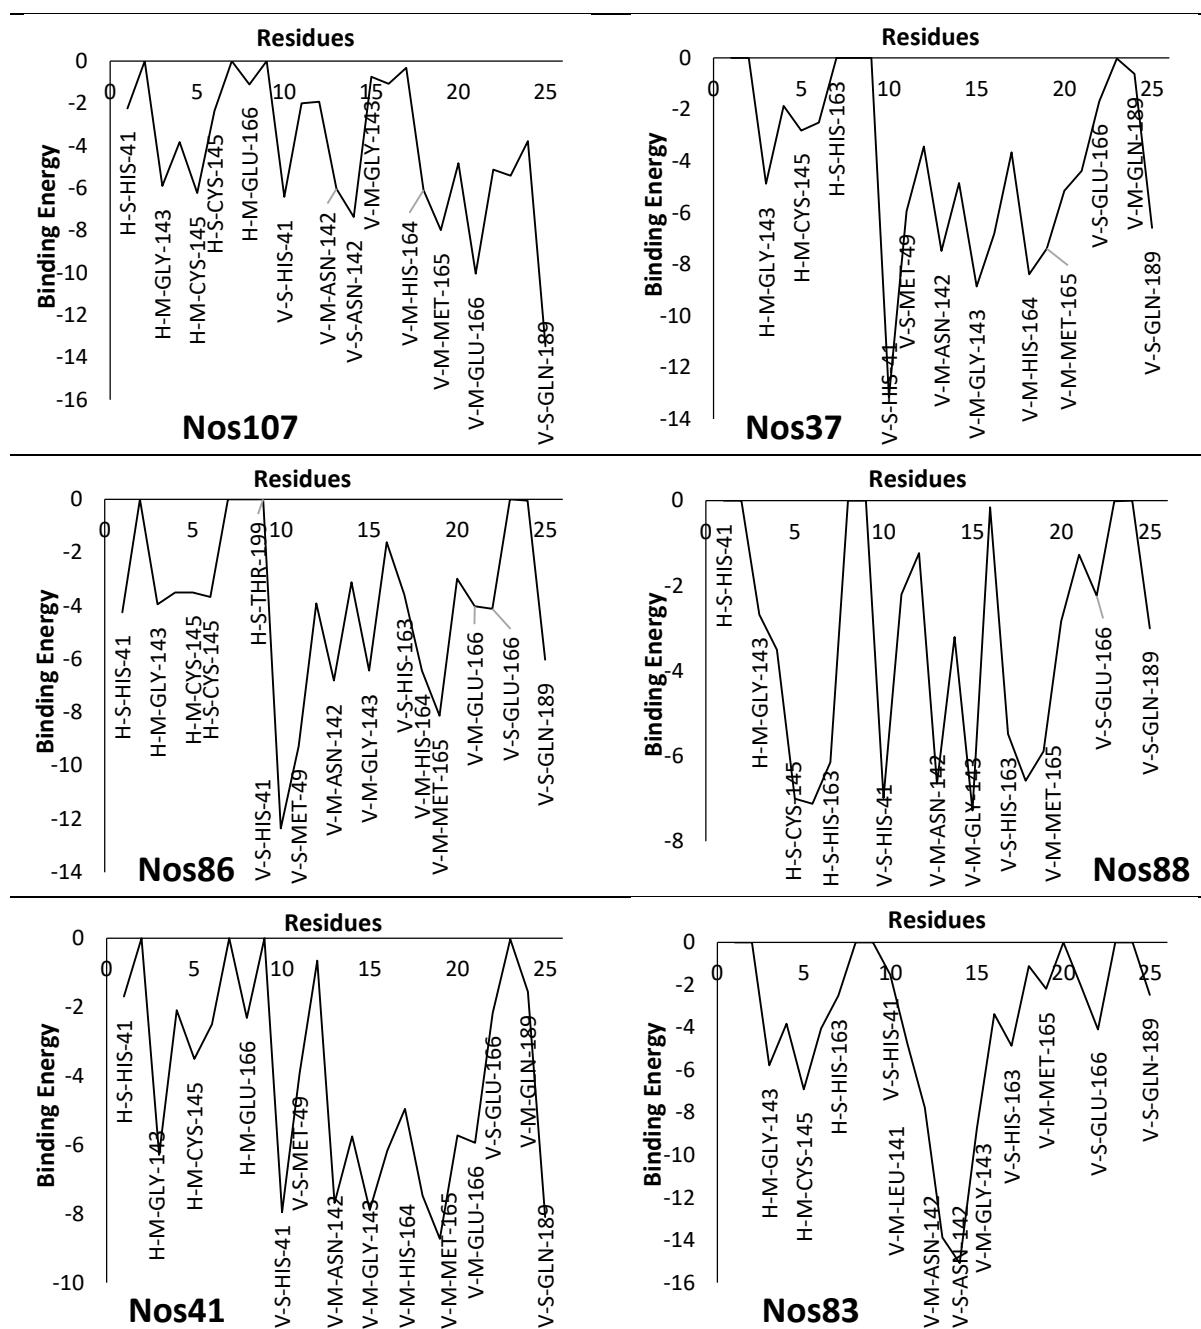 Residues
Binding Energy
0
-2
-4
-6
-8
-10
-12
-14
-16
0
5
10
15
20
25
H-S-HIS-41
H-M-GLY-143
H-M-CYS-145
H-S-CYS-145
H-M-GLU-166
V-S-HIS-41
V-M-ASN-142
V-S-ASN-142
V-M-GLY-143
V-M-HIS-164
V-M-MET-165
V-M-GLU-166
V-S-GLN-189
Nos107
Residues
Binding Energy
0
-2
-4
-6
-8
-10
-12
-14
0
5
10
15
20
25
H-M-GLY-143
H-M-CYS-145
H-S-HIS-163
V-S-HIS-41
V-S-MET-49
V-M-ASN-142
V-M-GLY-143
V-M-HIS-164
V-M-MET-165
V-S-GLU-166
V-M-GLN-189
V-S-GLN-189
Nos37
Residues
Binding Energy
0
-2
-4
-6
-8
-10
-12
-14
0
5
10
15
20
25
H-S-HIS-41
H-M-GLY-143
H-M-CYS-145
H-S-CYS-145
H-S-THR-199
V-S-HIS-41
V-S-MET-49
V-M-ASN-142
V-M-GLY-143
V-S-HIS-163
V-M-HIS-164
V-M-MET-165
V-M-GLU-166
V-S-GLU-166
V-S-GLN-189
Nos86
Residues
Binding Energy
0
-2
-4
-6
-8
0
5
10
15
20
25
H-S-HIS-41
H-M-GLY-143
H-S-CYS-145
H-S-HIS-163
V-S-HIS-41
V-M-ASN-142
V-M-GLY-143
V-S-HIS-163
V-M-MET-165
V-S-GLU-166
V-S-GLN-189
Nos88
Residues
Binding Energy
0
-2
-4
-6
-8
-10
0
5
10
15
20
25
H-S-HIS-41
H-M-GLY-143
H-M-CYS-145
H-M-GLU-166
V-S-HIS-41
V-S-MET-49
V-M-ASN-142
V-M-GLY-143
V-M-HIS-164
V-M-MET-165
V-M-GLU-166
V-S-GLU-166
V-M-GLN-189
V-S-GLN-189
Nos41
Residues
Binding Energy
0
-2
-4
-6
-8
-10
-12
-14
-16
0
5
10
15
20
25
H-M-GLY-143
H-M-CYS-145
H-S-HIS-163
V-S-HIS-41
V-M-LEU-141
V-M-ASN-142
V-S-ASN-142
V-M-GLY-143
V-S-HIS-163
V-M-MET-165
V-S-GLU-166
V-S-GLN-189
Nos83